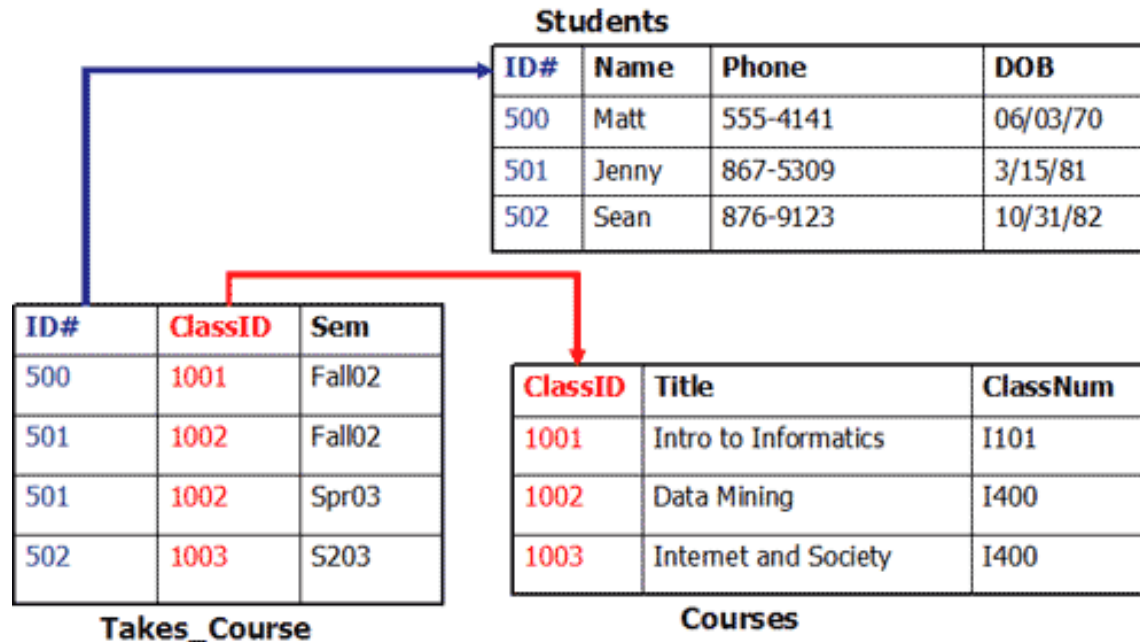 Students
ID# Name Phone DOB
500 Matt 555-4141 06/03/70
501 Jenny 867-5309 3/15/81
502 Sean 876-9123 10/31/82
ID# ClassID Sem
500 1001 Fall02
501 1002 Fall02
501 1002 Spr03
502 1003 S203
Takes_Course
ClassID Title ClassNum
1001 Intro to Informatics I101
1002 Data Mining I400
1003 Internet and Society I400
Courses